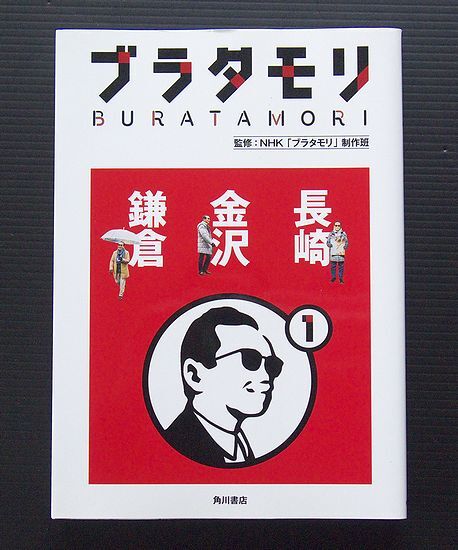 ブラタモリ
BURATAMORI
監修：NHK「ブラタモリ」制作班
長崎
金沢
鎌倉
1
角川書店